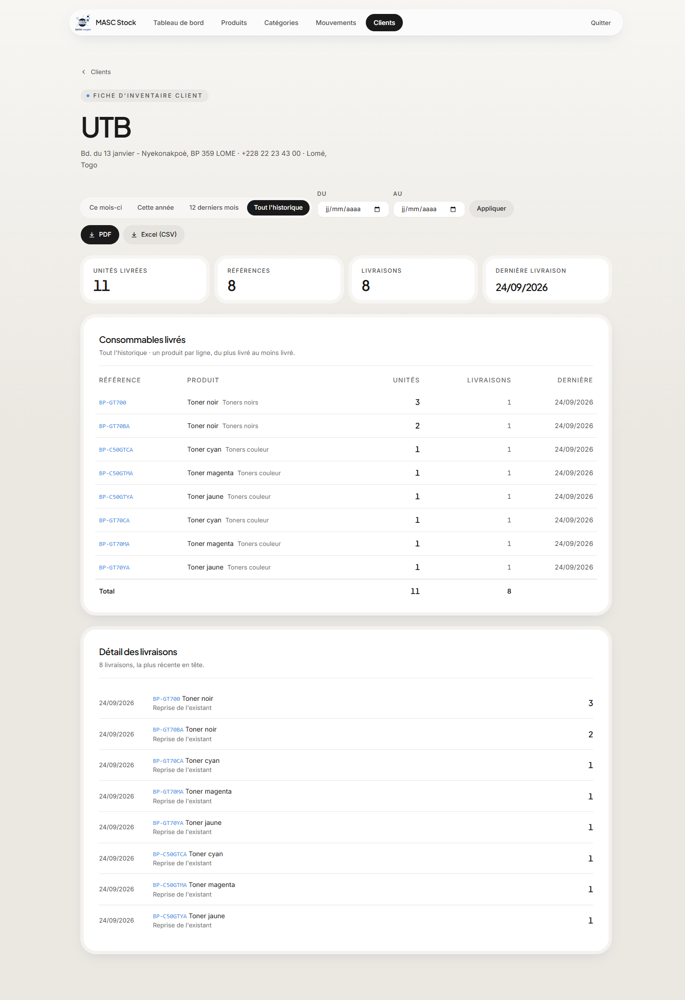 MASC
DATA Insight
MASC Stock
Tableau de bord
Produits
Catégories
Mouvements
Clients
Quitter
Clients
FICHE D'INVENTAIRE CLIENT
UTB
Bd. du 13 janvier - Nyekonakpoè, BP 359 LOME · +228 22 23 43 00 · Lomé,
Togo
DU
AU
Ce mois-ci
Cette année
12 derniers mois
Tout l'historique
jj/mm/aaaa
jj/mm/aaaa
Appliquer
PDF
Excel (CSV)
UNITÉS LIVRÉES
11
RÉFÉRENCES
8
LIVRAISONS
8
DERNIÈRE LIVRAISON
24/09/2026
Consommables livrés
Tout l'historique · un produit par ligne, du plus livré au moins livré.
RÉFÉRENCE PRODUIT UNITÉS LIVRAISONS DERNIÈRE
BP-GT700 Toner noir Toners noirs 3 1 24/09/2026
BP-GT70BA Toner noir Toners noirs 2 1 24/09/2026
BP-C50GTCA Toner cyan Toners couleur 1 1 24/09/2026
BP-C50GTMA Toner magenta Toners couleur 1 1 24/09/2026
BP-C50GTYA Toner jaune Toners couleur 1 1 24/09/2026
BP-GT70CA Toner cyan Toners couleur 1 1 24/09/2026
BP-GT70MA Toner magenta Toners couleur 1 1 24/09/2026
BP-GT70YA Toner jaune Toners couleur 1 1 24/09/2026
Total 11 8
Détail des livraisons
8 livraisons, la plus récente en tête.
24/09/2026 BP-GT700 Toner noir 3
Reprise de l'existant
24/09/2026 BP-GT70BA Toner noir 2
Reprise de l'existant
24/09/2026 BP-GT70CA Toner cyan 1
Reprise de l'existant
24/09/2026 BP-GT70MA Toner magenta 1
Reprise de l'existant
24/09/2026 BP-GT70YA Toner jaune 1
Reprise de l'existant
24/09/2026 BP-C50GTCA Toner cyan 1
Reprise de l'existant
24/09/2026 BP-C50GTMA Toner magenta 1
Reprise de l'existant
24/09/2026 BP-C50GTYA Toner jaune 1
Reprise de l'existant